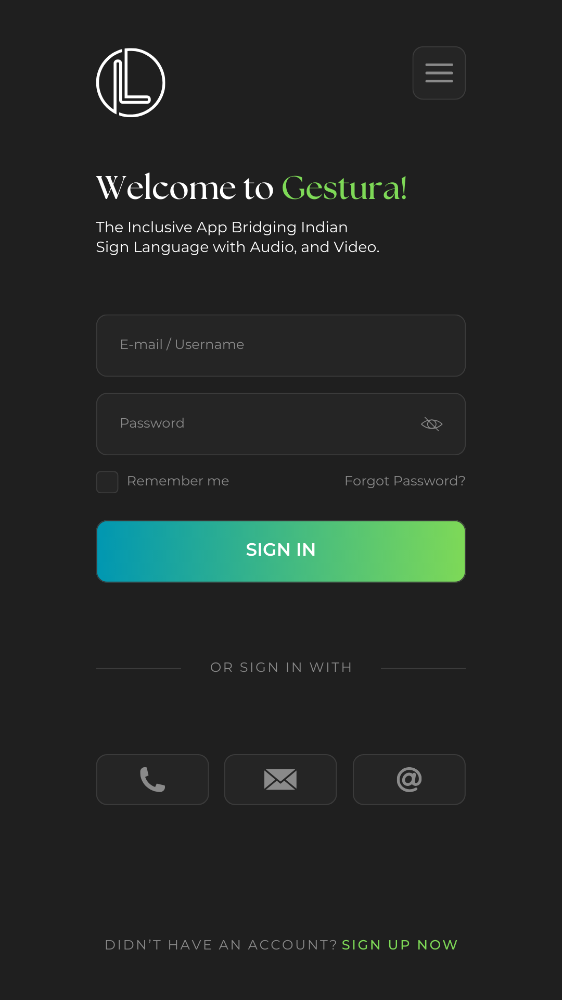 Welcome to Gestura!
The Inclusive App Bridging Indian
Sign Language with Audio, and Video.
E-mail / Username
Password
Remember me
Forgot Password?
SIGN IN
OR SIGN IN WITH
@
DIDN’T HAVE AN ACCOUNT? SIGN UP NOW